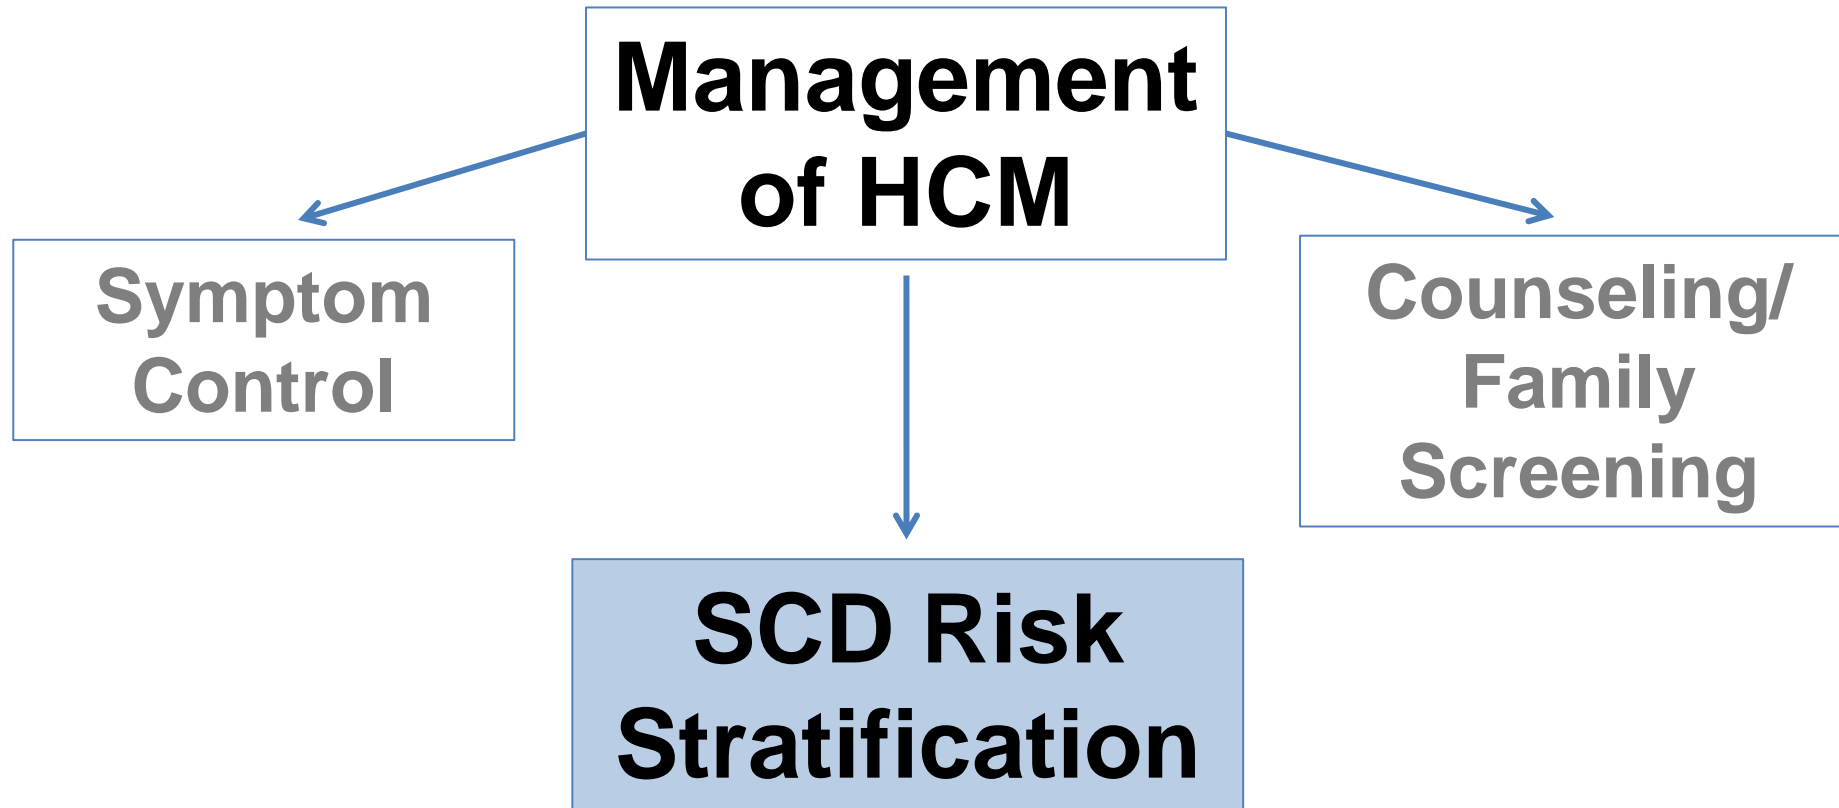 Management
of HCM
Symptom
Control
Counseling/
Family
Screening
SCD Risk
Stratification